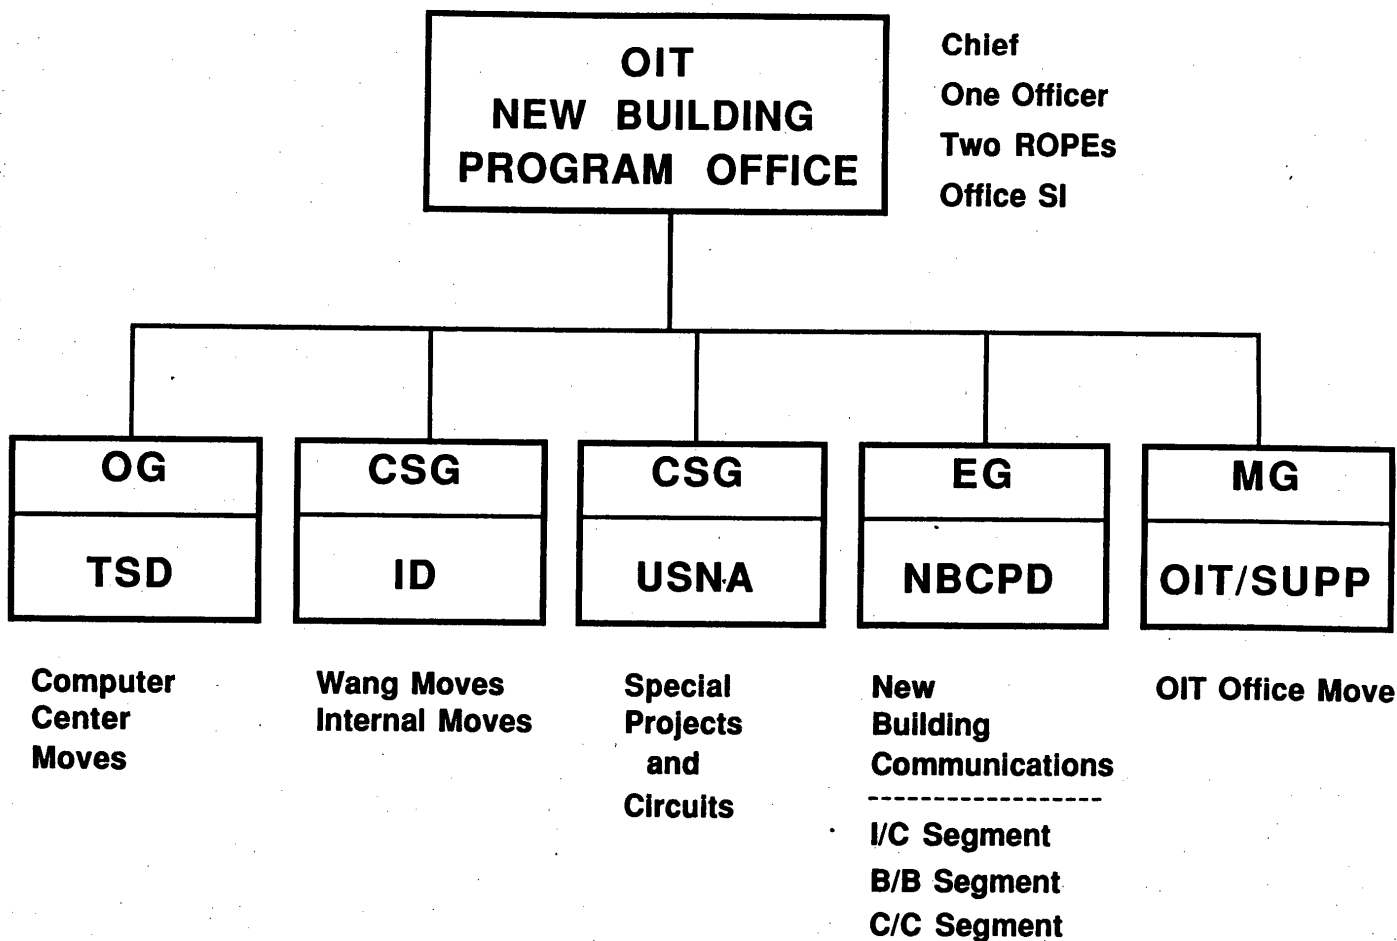 OIT
NEW BUILDING
PROGRAM OFFICE
Chief
One Officer
Two ROPEs
Office SI
OG
TSD
Computer
Center
Moves
CSG
ID
Wang Moves
Internal Moves
CSG
USNA
Special
Projects
and
Circuits
EG
NBCPD
New
Building
Communications
------------------
I/C Segment
B/B Segment
C/C Segment
MG
OIT/SUPP
OIT Office Move